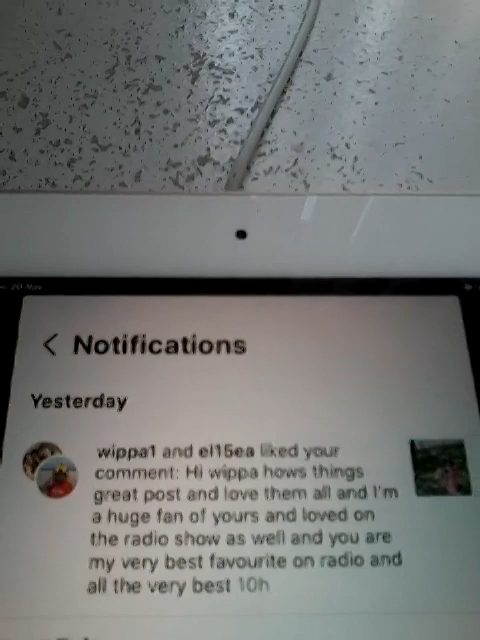 20 Mar
Notifications
Yesterday
wippa1 and el15ea liked your
comment: Hi wippa hows things
great post and love them all and I'm
a huge fan of yours and loved on
the radio show as well and you are
my very best favourite on radio and
all the very best 10h